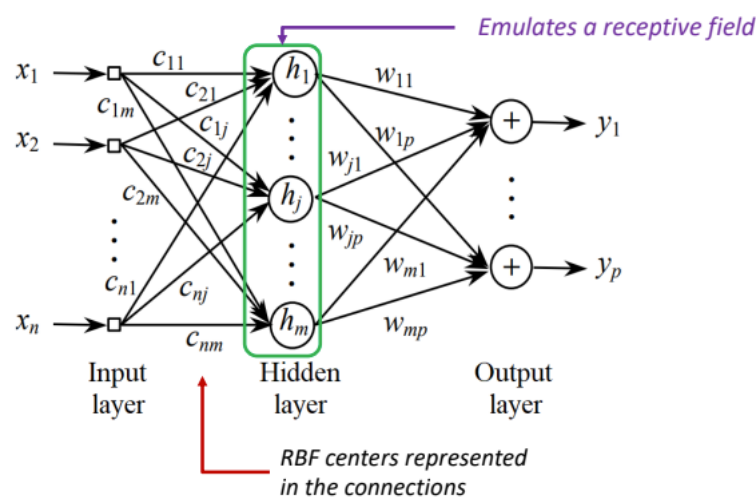 Emulates a receptive field
x1
c11
h1
w11
c21
c1m
c1j
w1p
+
y1
x2
c2j
wj1
c2m
hj
wjp
wm1
+
yp
cn1
cnj
xn
cnm
hm
wmp
Input
layer
Hidden
layer
Output
layer
RBF centers represented
in the connections